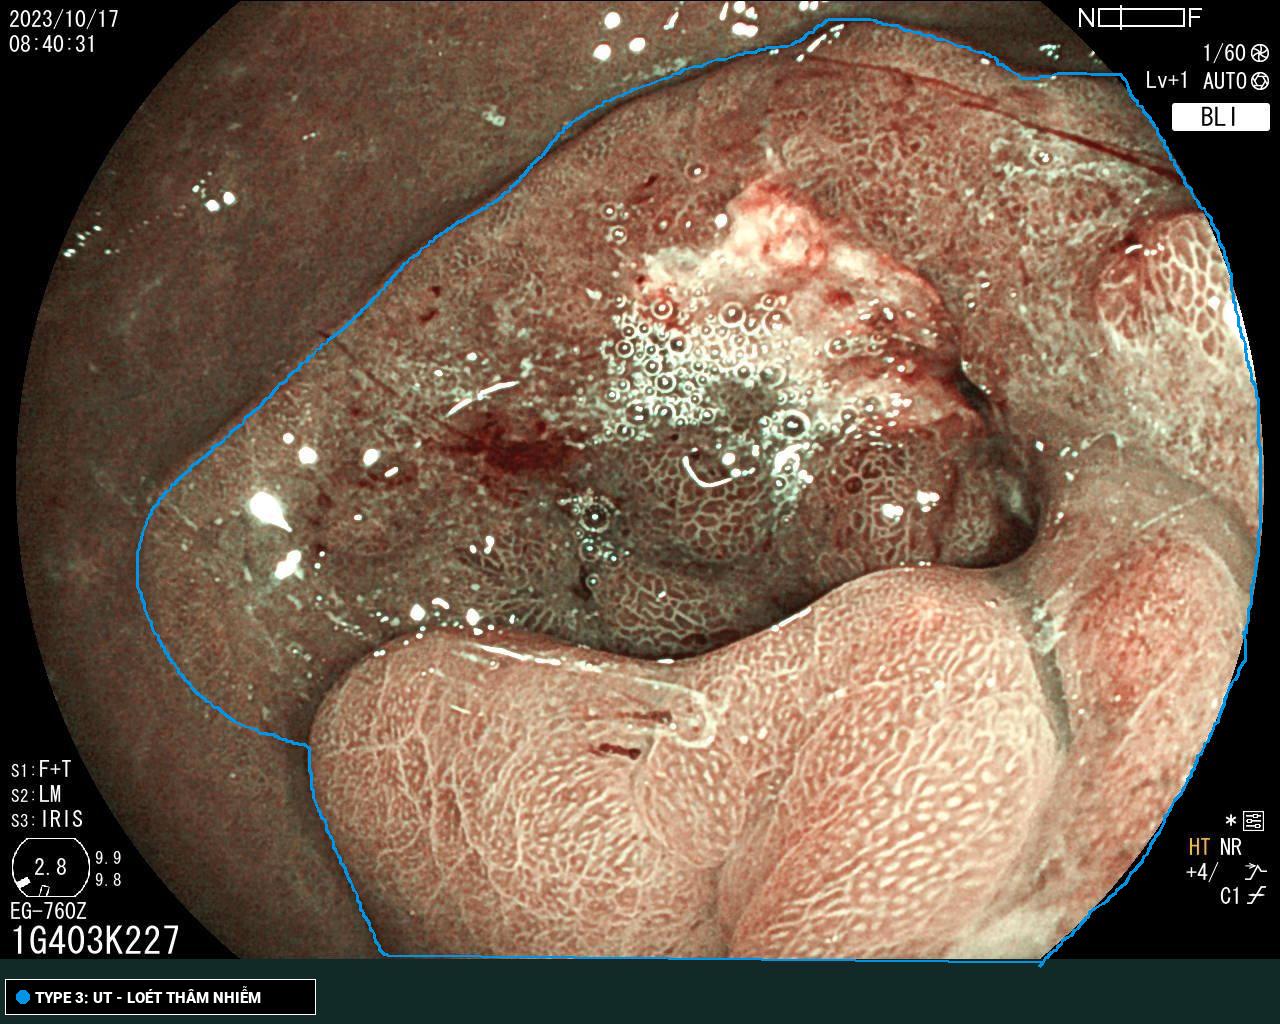 2023/10/17
08:40:31
N F
1/60
Lv+1 AUTO
BLI
S1:F+T
S2:LM
S3:IRIS
2.8
9.9
9.8
EG-760Z
1G403K227
*
HT NR
+4/
C1
TYPE 3: UT - LOÉT THÂM NHIỄM